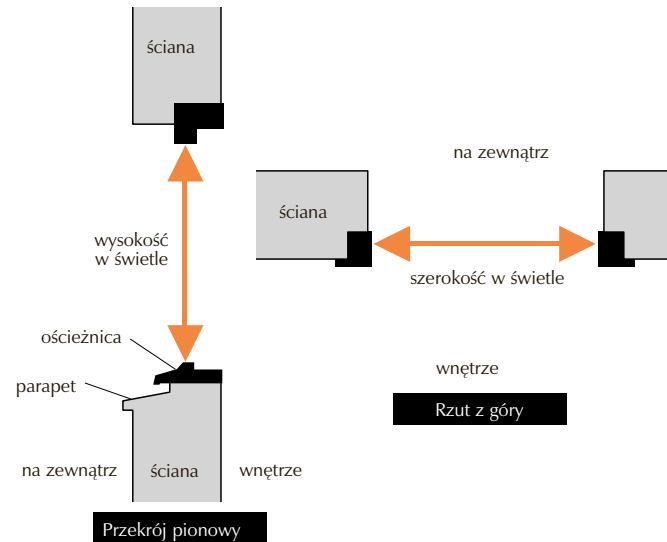 ściana
na zewnątrz
ściana
wysokość
w świetle
szerokość w świetle
ościeżnica
parapet
wnętrze
Rzut z góry
na zewnątrz
ściana
wnętrze
Przekrój pionowy